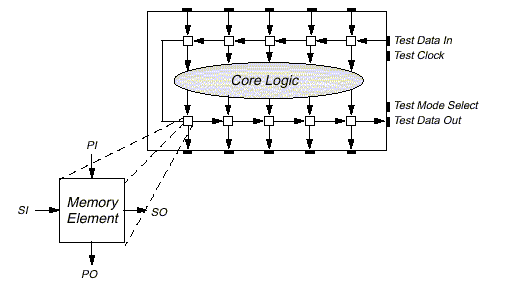 Test Data In
Test Clock
Core Logic
Test Mode Select
Test Data Out
PI
SI
Memory
Element
SO
PO